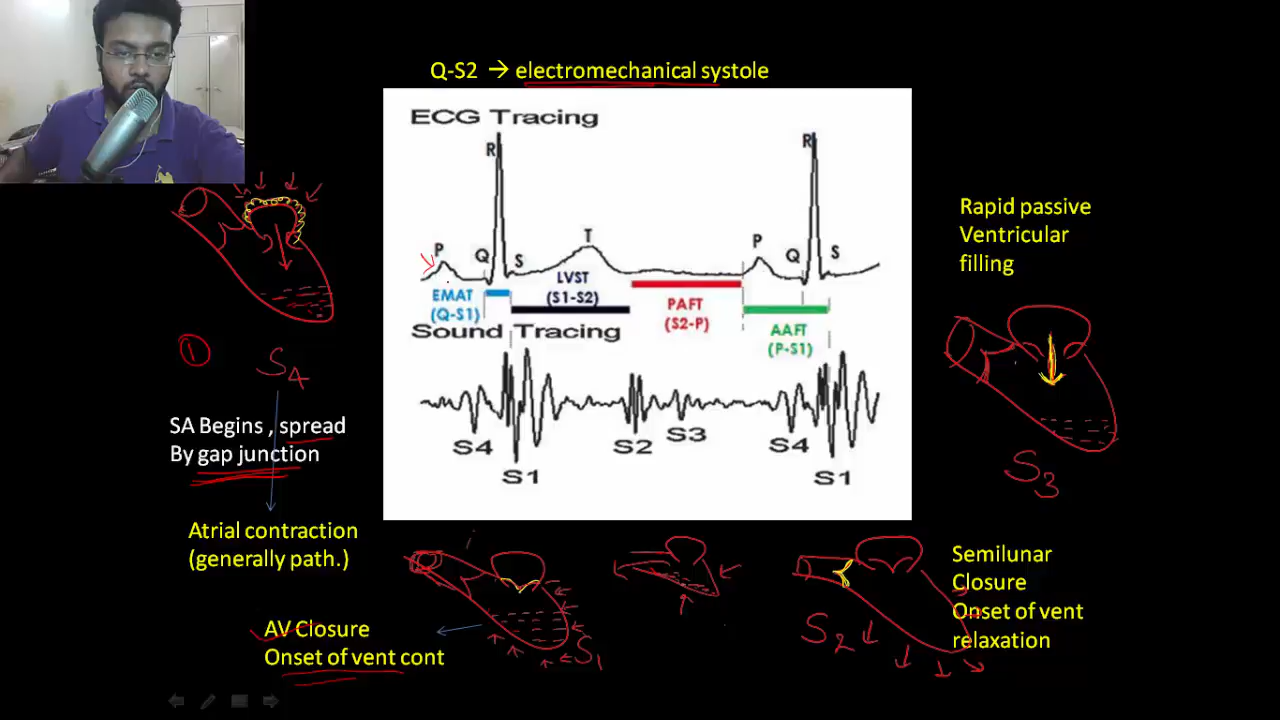 Q-S2 → electromechanical systole
ECG Tracing
R
R
P
Q
S
T
P
Q
S
EMAT
(Q-S1)
LVST
(S1-S2)
PAFT
(S2-P)
AAFT
(P-S1)
Sound Tracing
S4
S1
S2
S3
S4
S1
1
S4
SA Begins , spread
By gap junction
Atrial contraction
(generally path.)
AV Closure
Onset of vent cont
S1
S2
Semilunar
Closure
Onset of vent
relaxation
Rapid passive
Ventricular
filling
S3